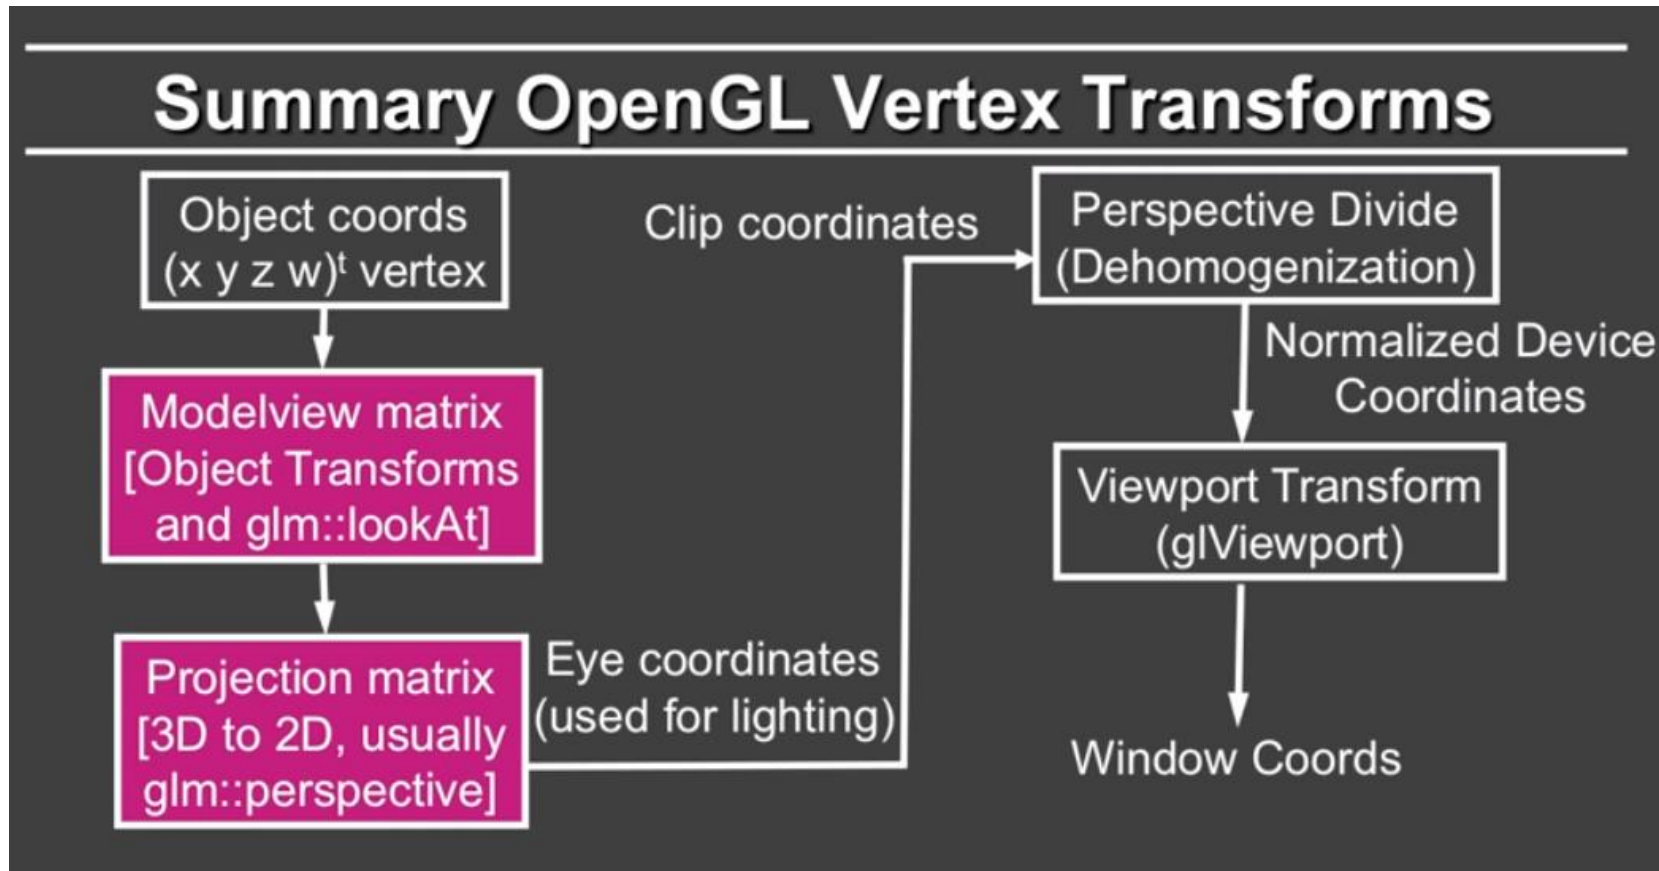 Summary OpenGL Vertex Transforms
Object coords
(x y z w)ᵗ vertex
Modelview matrix
[Object Transforms
and glm::lookAt]
Projection matrix
[3D to 2D, usually
glm::perspective]
Eye coordinates
(used for lighting)
Clip coordinates
Perspective Divide
(Dehomogenization)
Normalized Device
Coordinates
Viewport Transform
(glViewport)
Window Coords